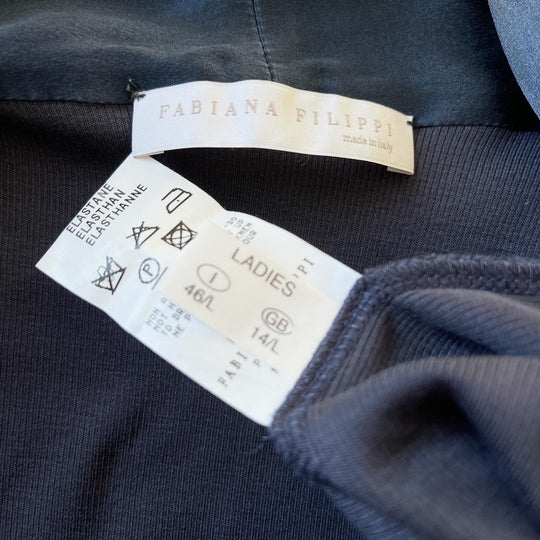 FABIANA FILIPPI
made in italy
ELASTANE
ELASTHAN
ELASTHANNE
P
LADIES
I
46/L
GB
14/L